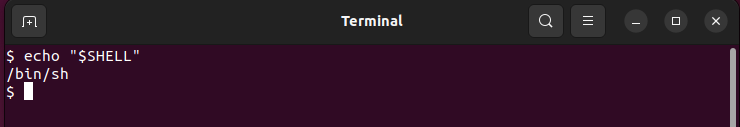 Terminal
$ echo "$SHELL"
/bin/sh
$